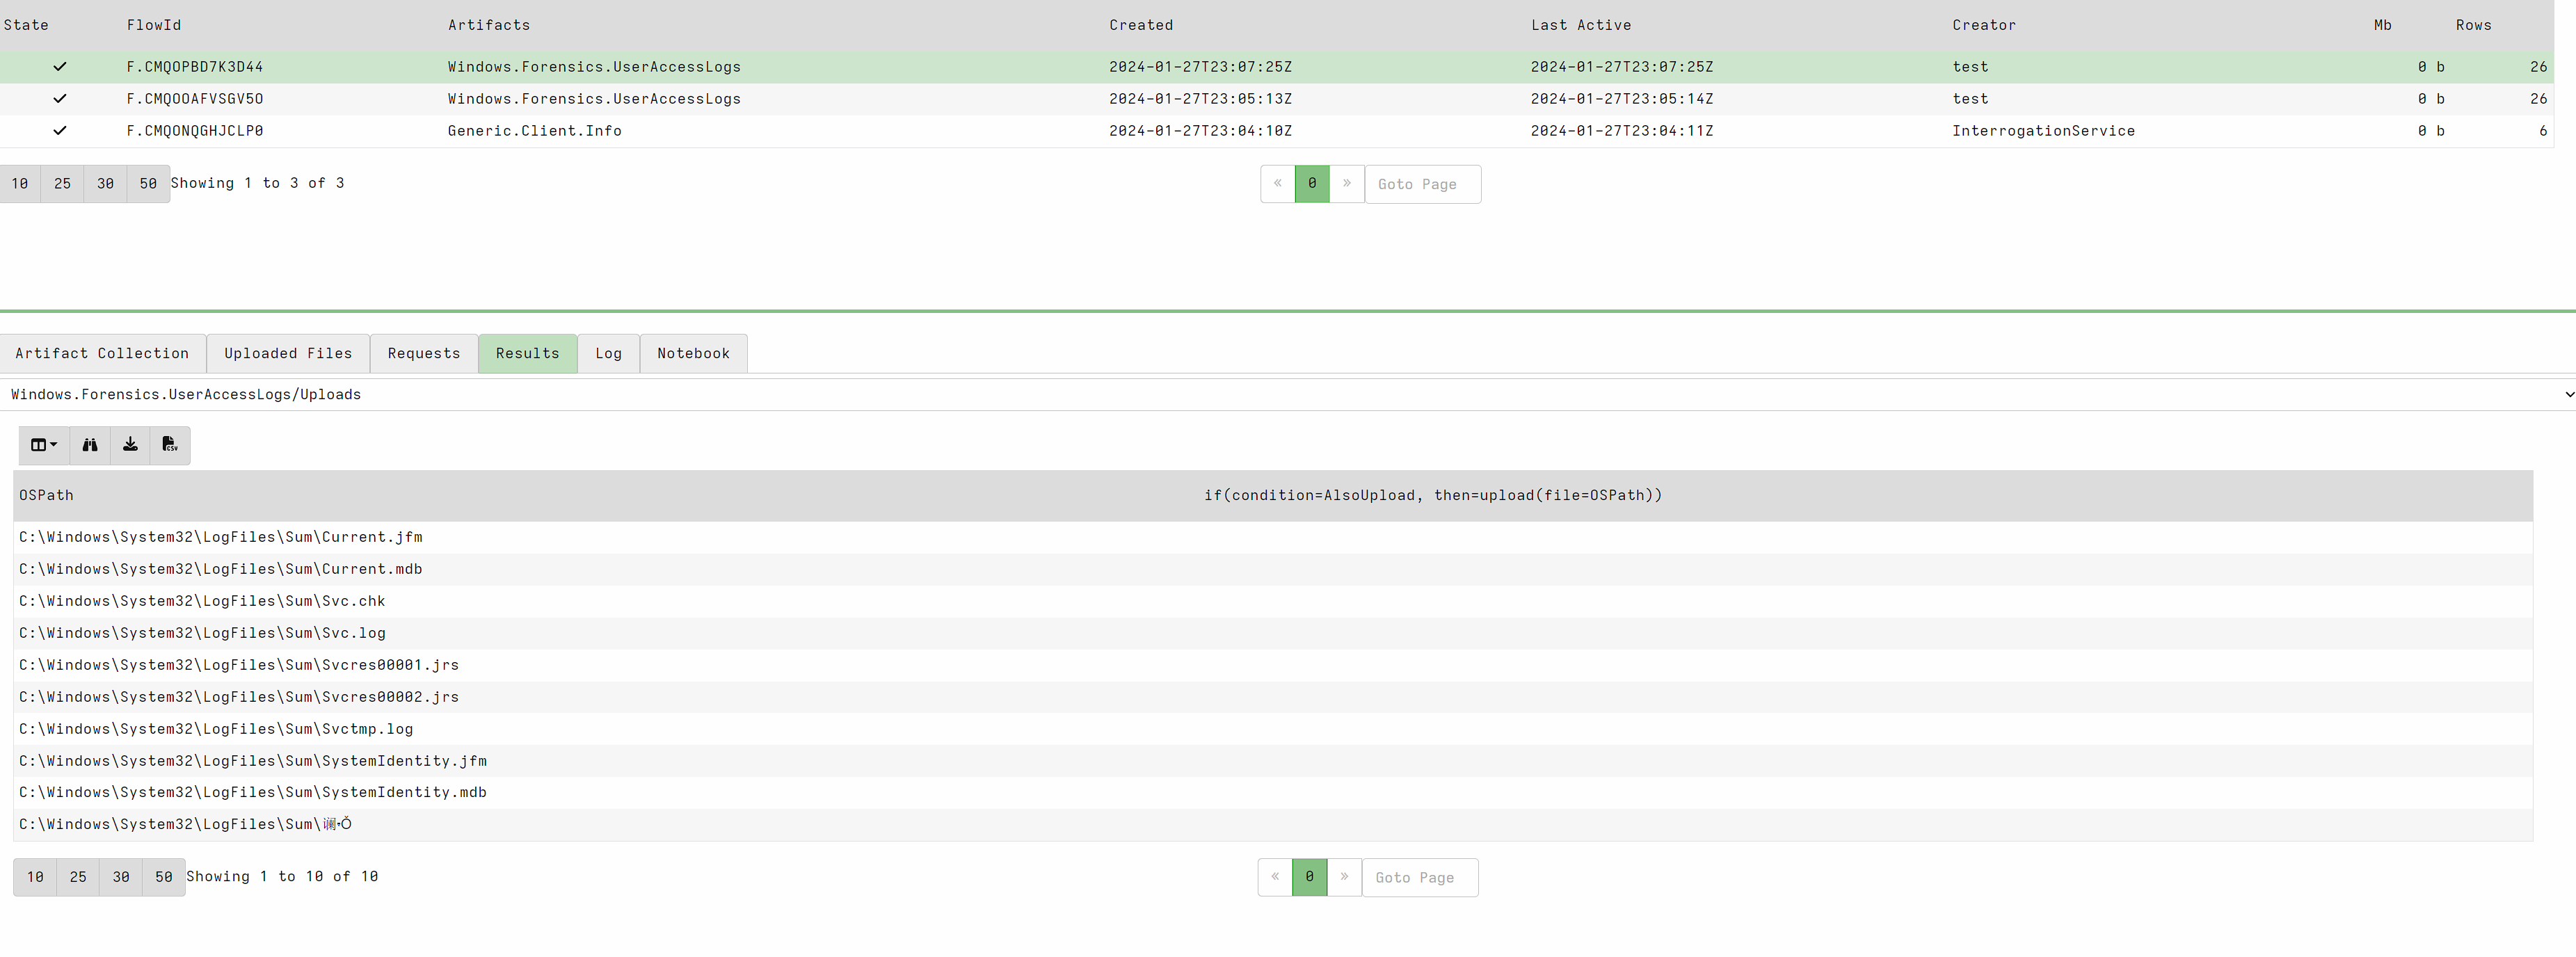 State FlowId Artifacts Created Last Active Creator Mb Rows
F.CMQOPBD7K3D44 Windows.Forensics.UserAccessLogs 2024-01-27T23:07:25Z 2024-01-27T23:07:25Z test 0 b 26
F.CMQOOAFVSGV5O Windows.Forensics.UserAccessLogs 2024-01-27T23:05:13Z 2024-01-27T23:05:14Z test 0 b 26
F.CMQONQGHJCLP0 Generic.Client.Info 2024-01-27T23:04:10Z 2024-01-27T23:04:11Z InterrogationService 0 b 6
10 25 30 50 Showing 1 to 3 of 3 « 0 » Goto Page
Artifact Collection Uploaded Files Requests Results Log Notebook
Windows.Forensics.UserAccessLogs/Uploads
CSV
OSPath if(condition=AlsoUpload, then=upload(file=OSPath))
C:\Windows\System32\LogFiles\Sum\Current.jfm
C:\Windows\System32\LogFiles\Sum\Current.mdb
C:\Windows\System32\LogFiles\Sum\Svc.chk
C:\Windows\System32\LogFiles\Sum\Svc.log
C:\Windows\System32\LogFiles\Sum\Svcres00001.jrs
C:\Windows\System32\LogFiles\Sum\Svcres00002.jrs
C:\Windows\System32\LogFiles\Sum\Svctmp.log
C:\Windows\System32\LogFiles\Sum\SystemIdentity.jfm
C:\Windows\System32\LogFiles\Sum\SystemIdentity.mdb
C:\Windows\System32\LogFiles\Sum\
10 25 30 50 Showing 1 to 10 of 10 « 0 » Goto Page